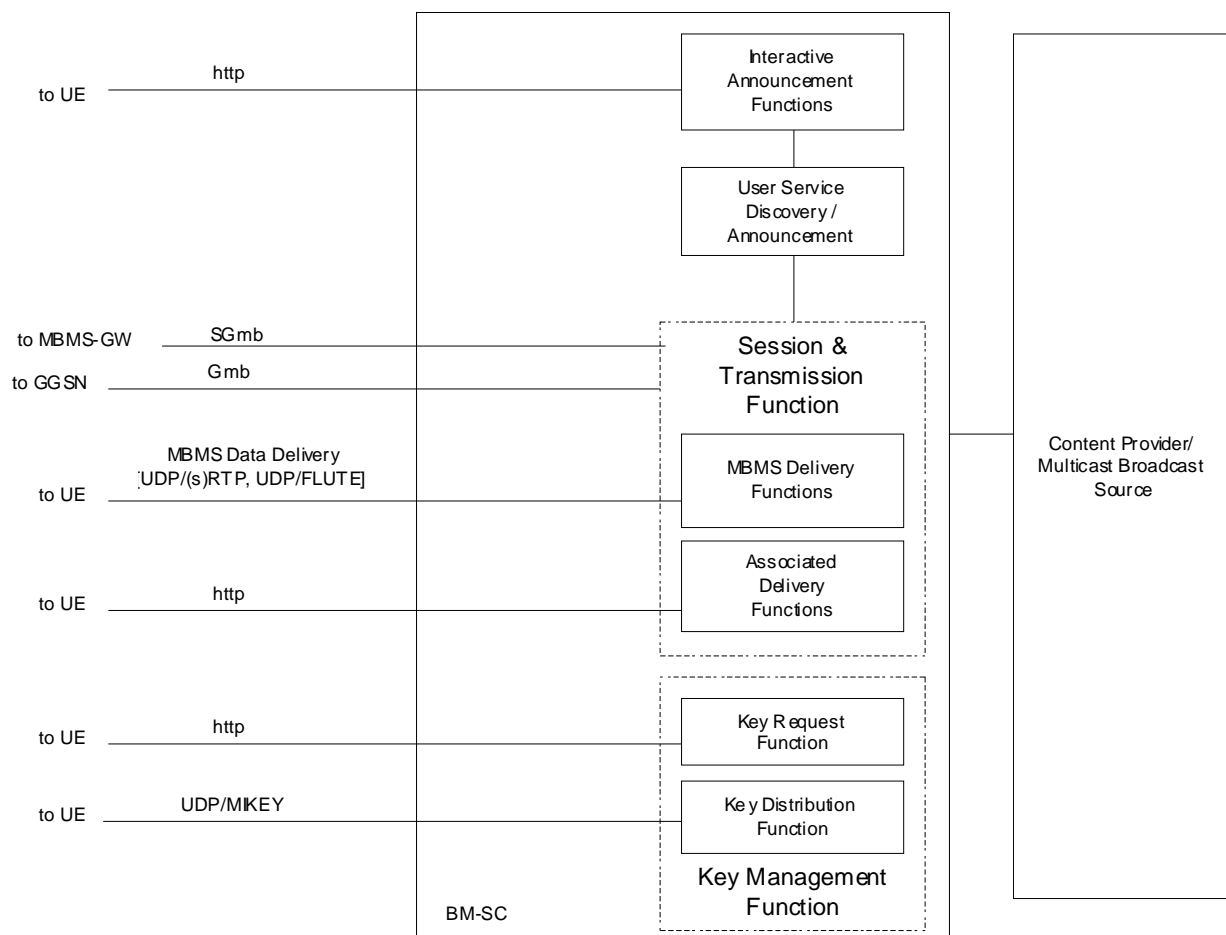 Interactive
Announcement
Functions
http
to UE
User Service
Discovery /
Announcement
to MBMS-GW
SGmb
to GGSN
Gmb
Session &
Transmission
Function
MBMS Data Delivery
[UDP/(s)RTP, UDP/FLUTE]
to UE
MBMS Delivery
Functions
Content Provider/
Multicast Broadcast
Source
Associated
Delivery
Functions
http
to UE
Key Request
Function
http
to UE
Key Distribution
Function
UDP/MIKEY
to UE
Key Management
Function
BM-SC